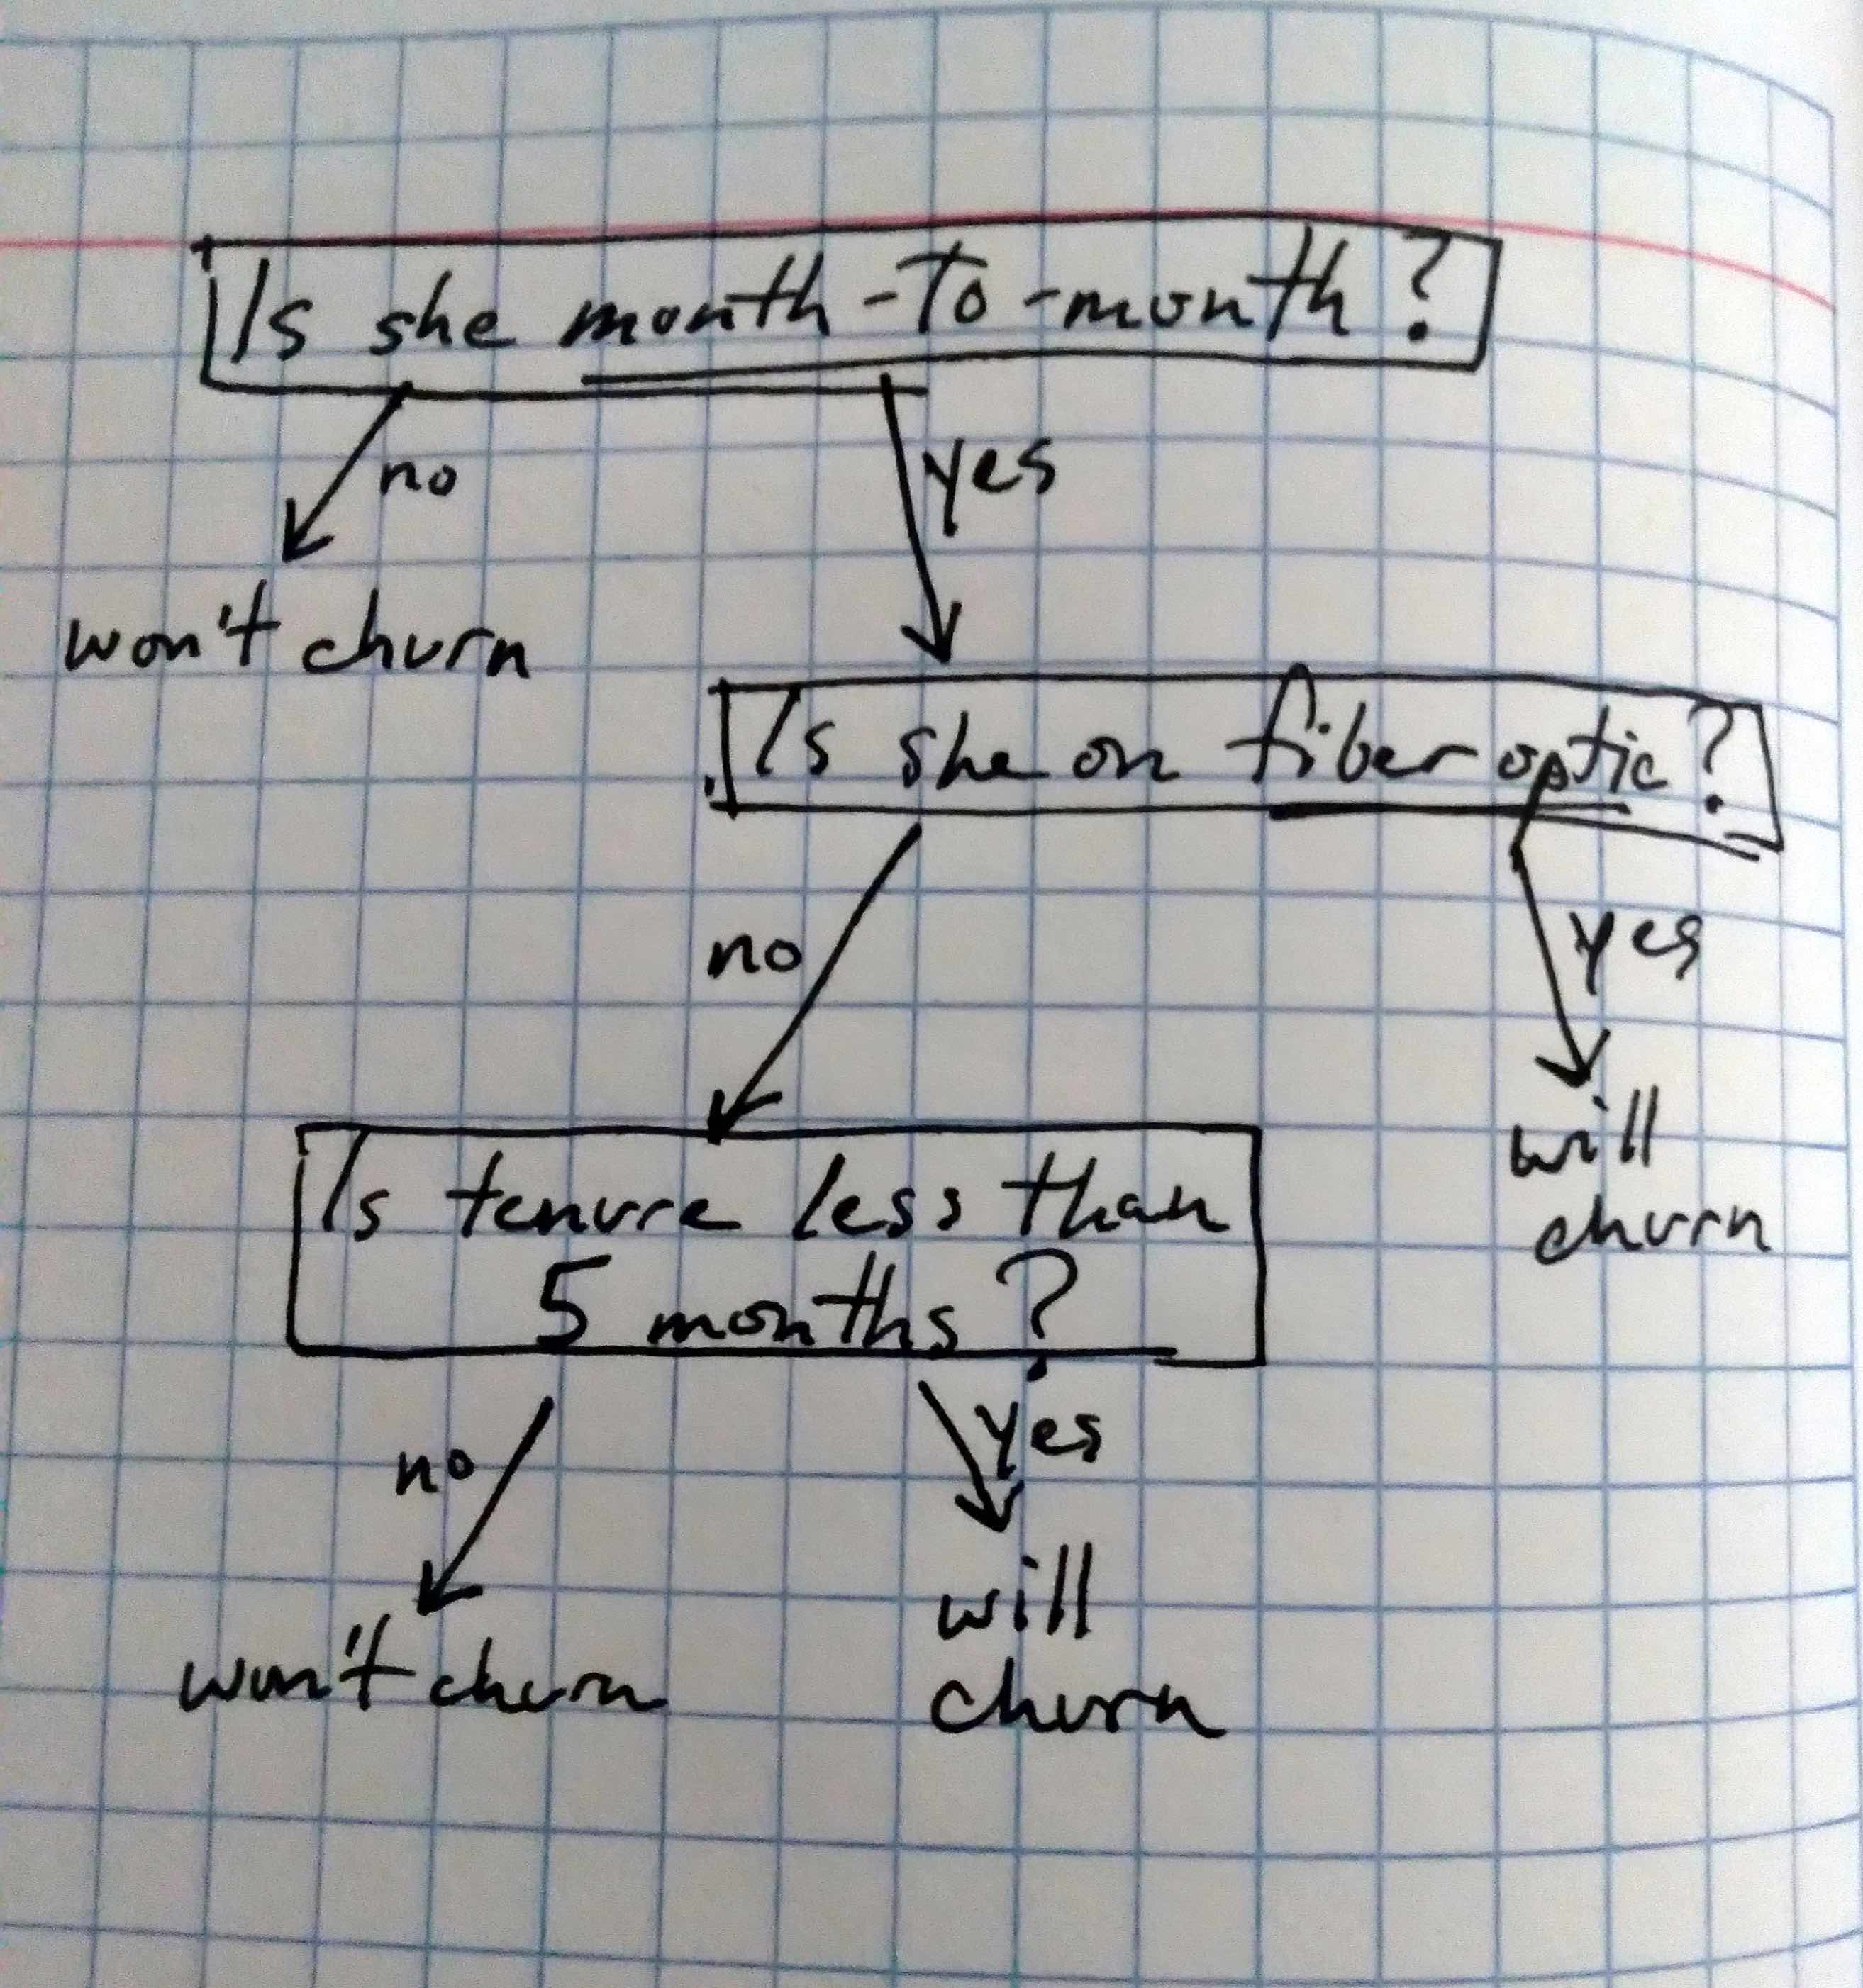 Is she month-to-month?
no
yes
won't churn
Is she on fiber optic?
no
yes
will
churn
Is tenure less than
5 months?
no
yes
won't churn
will
churn